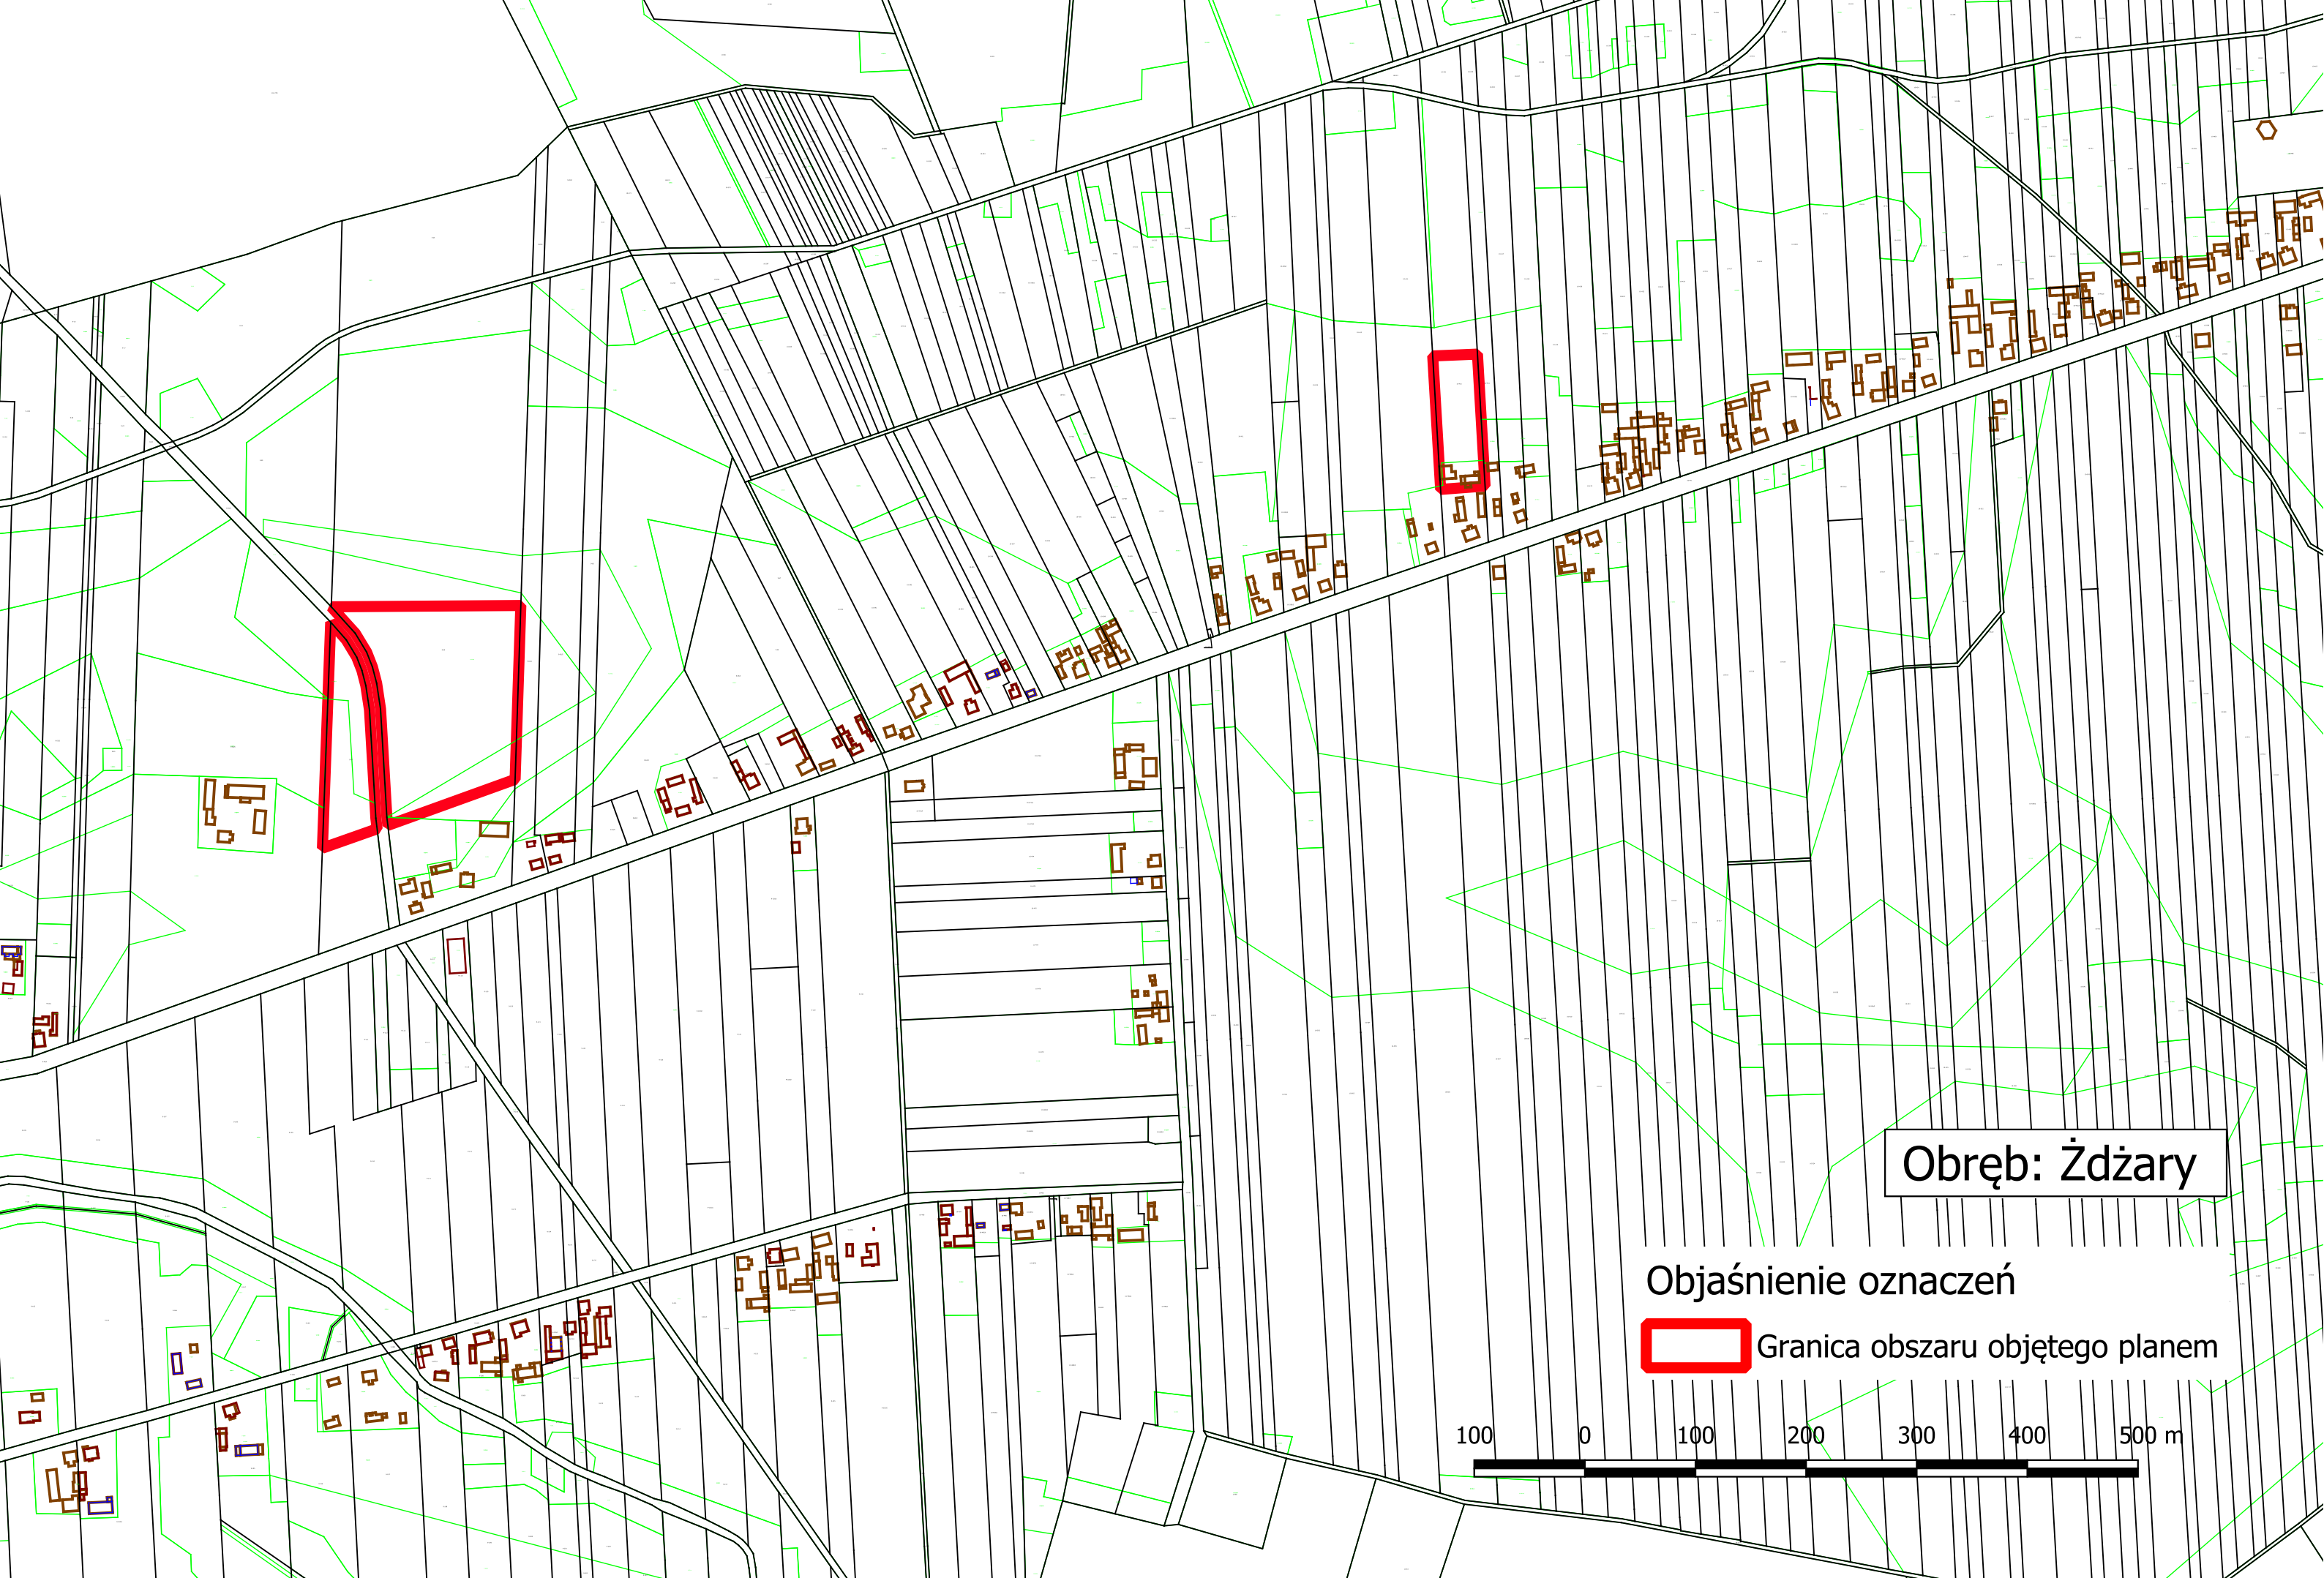 Obręb: Żdżary
Objaśnienie oznaczeń
Granica obszaru objętego planem
100 0 100 200 300 400 500 m